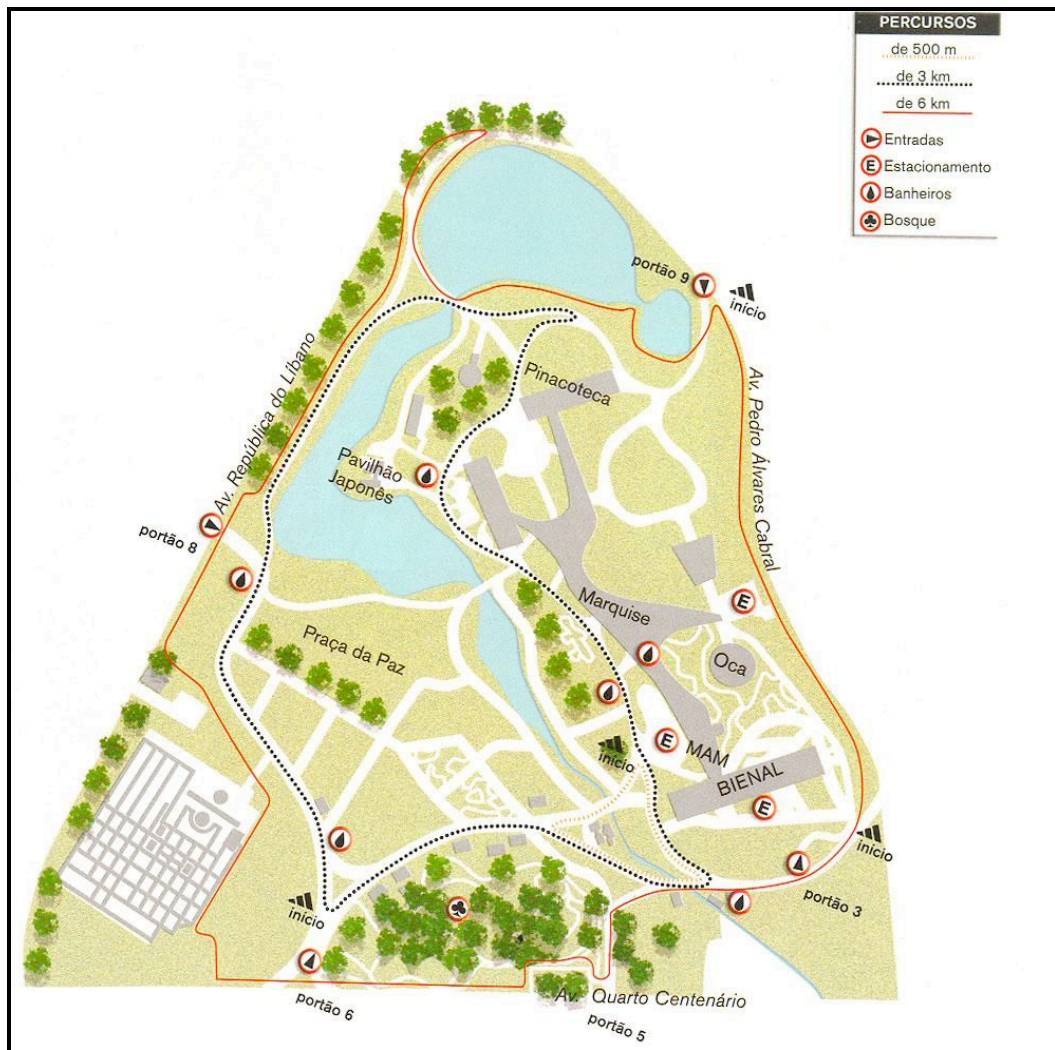 PERCURSOS
de 500 m
de 3 km
de 6 km
Entradas
E Estacionamento
Banheiros
Bosque
portão 9
início
Av. República do Líbano
Pinacoteca
Av. Pedro Álvares Cabral
Pavilhão
Japonês
portão 8
E
Marquise
Praça da Paz
Oca
E
MAM
início
BIENAL
E
início
portão 3
início
portão 6
Av. Quarto Centenário
portão 5